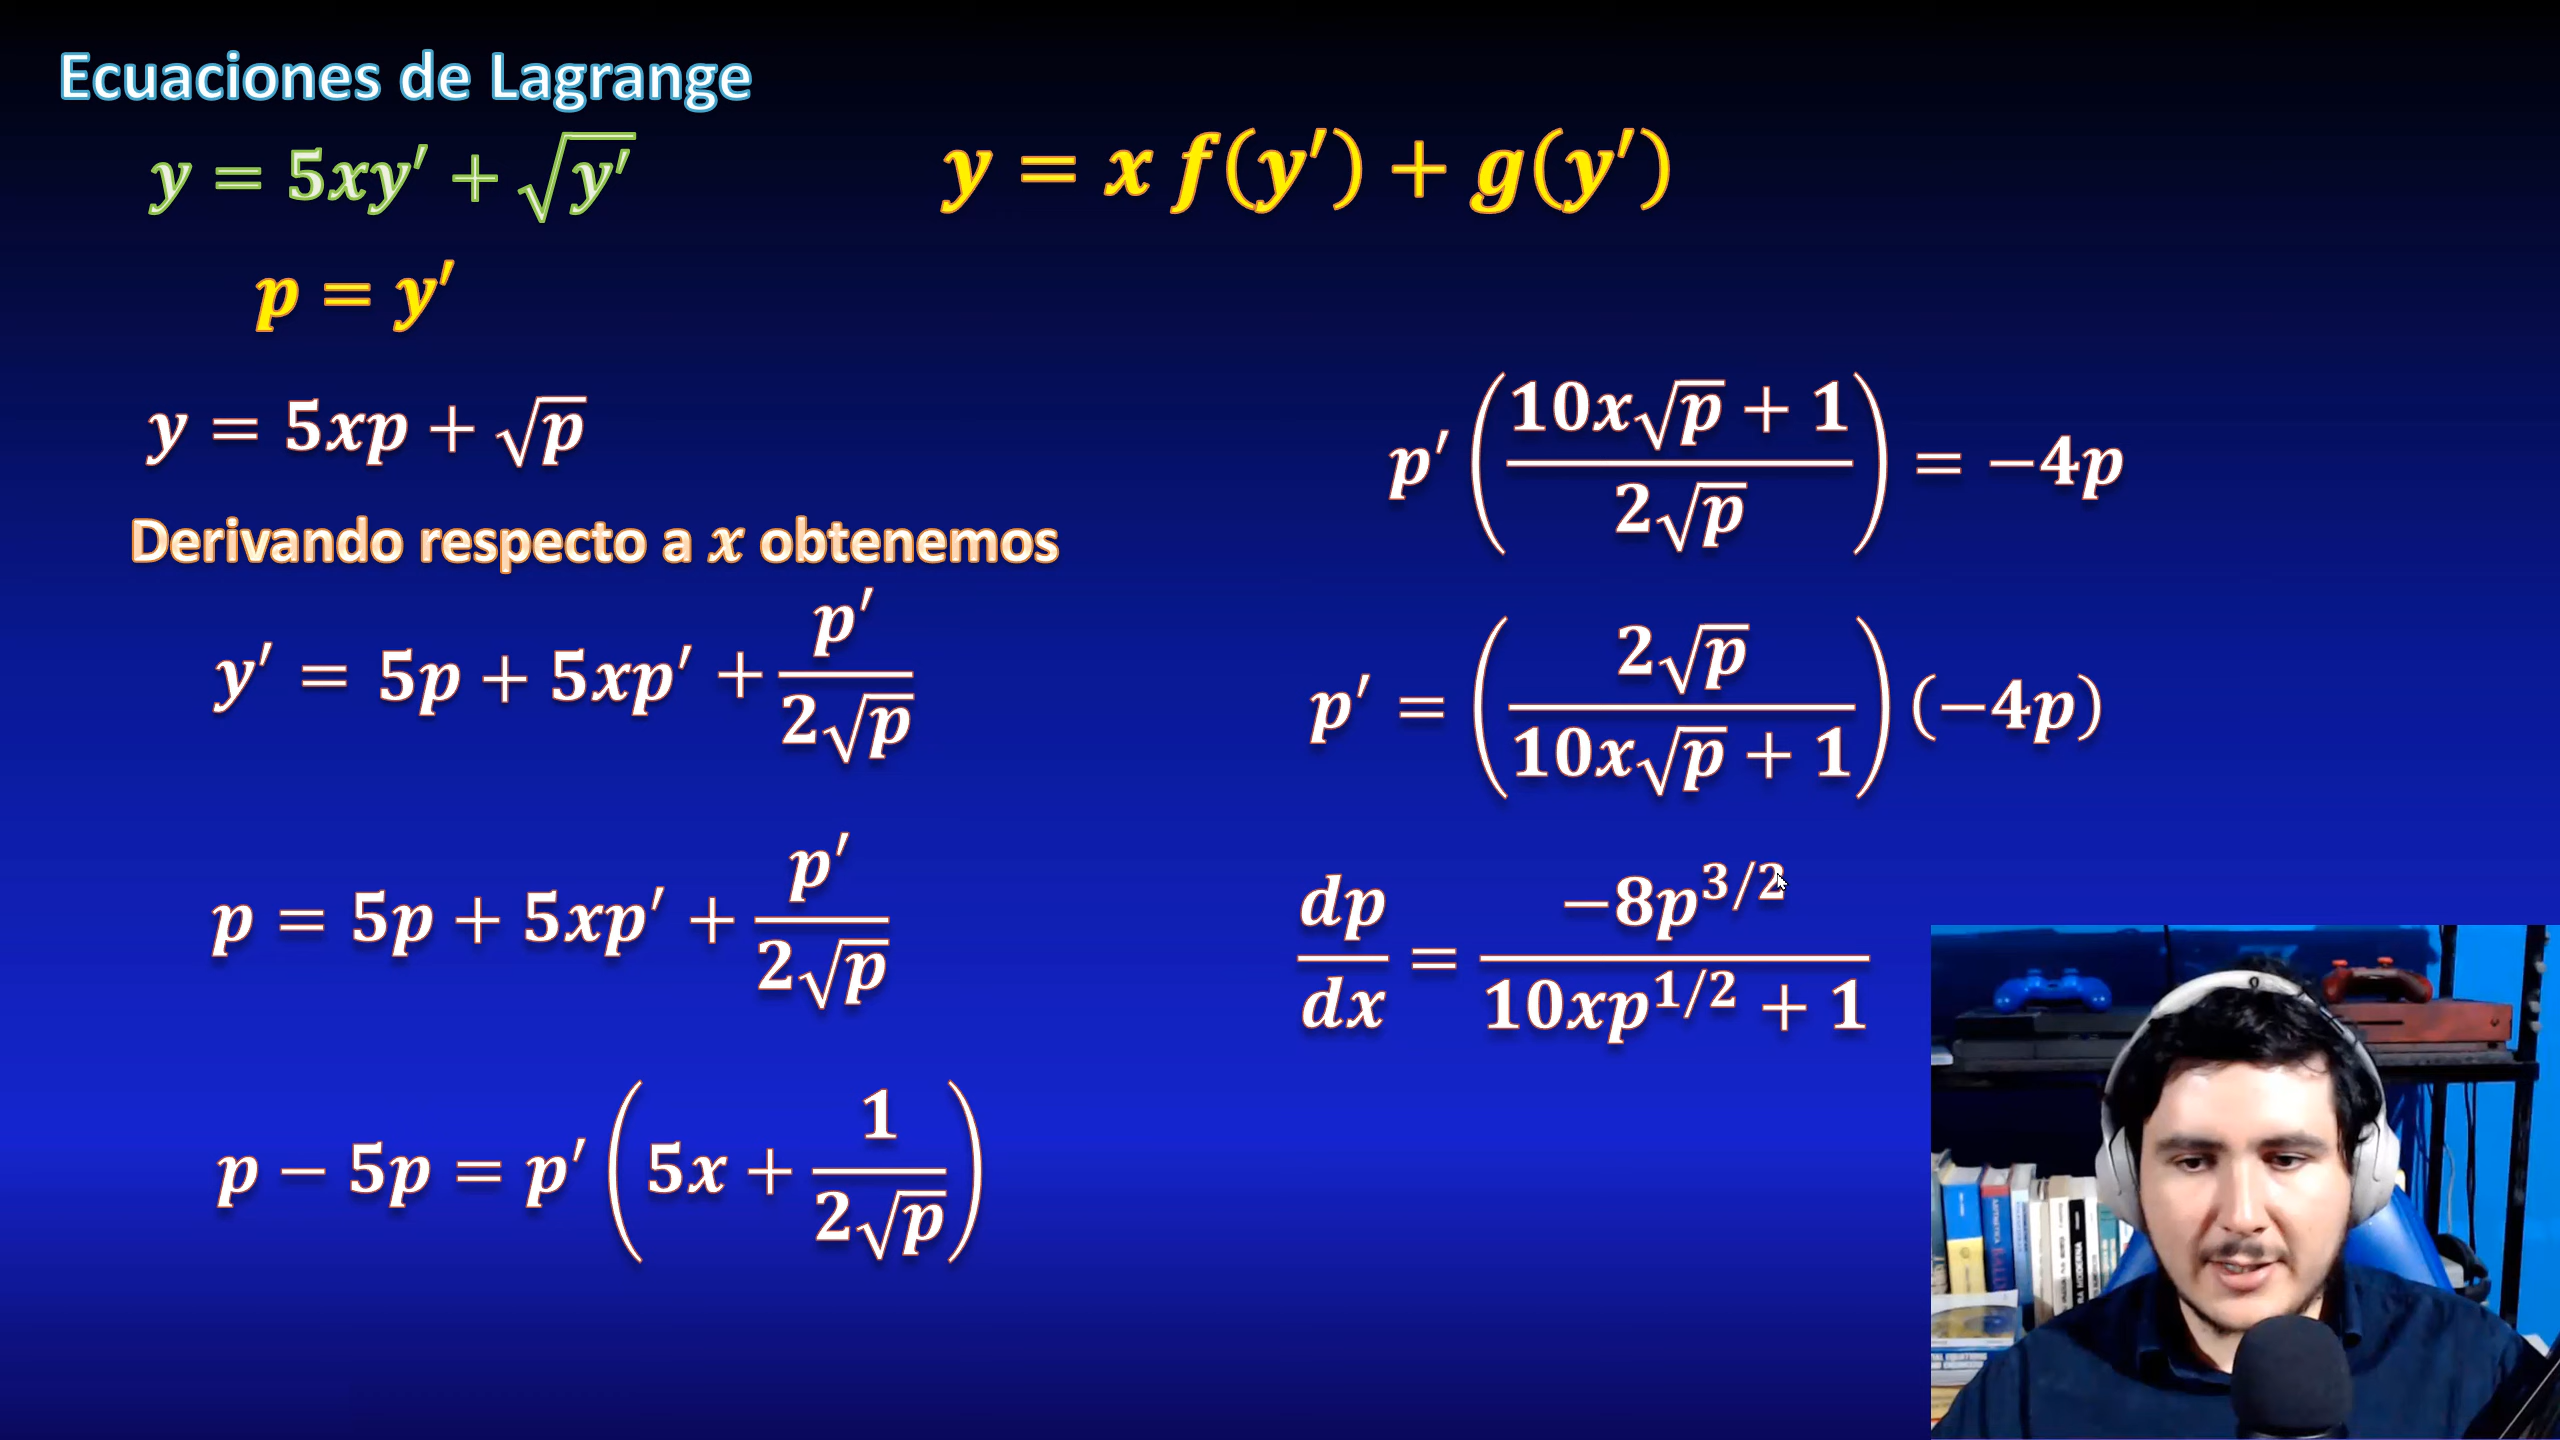 Ecuaciones de Lagrange
y = 5xy′ + √y′
y = x f(y′) + g(y′)
p = y′
y = 5xp + √p
Derivando respecto a x obtenemos
y′ = 5p + 5xp′ + p′/(2√p)
p = 5p + 5xp′ + p′/(2√p)
p − 5p = p′(5x + 1/(2√p))
p′((10x√p + 1)/(2√p)) = −4p
p′ = ((2√p)/(10x√p + 1))(−4p)
dp/dx = (−8p^(3/2))/(10xp^(1/2) + 1)